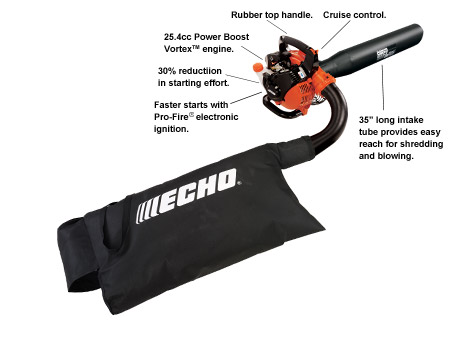 Rubber top handle.
Cruise control.
25.4cc Power Boost
Vortex™ engine.
30% reductiin
in starting effort.
Faster starts with
Pro-Fire® electronic
ignition.
35" long intake
tube provides easy
reach for shredding
and blowing.
ECHO®